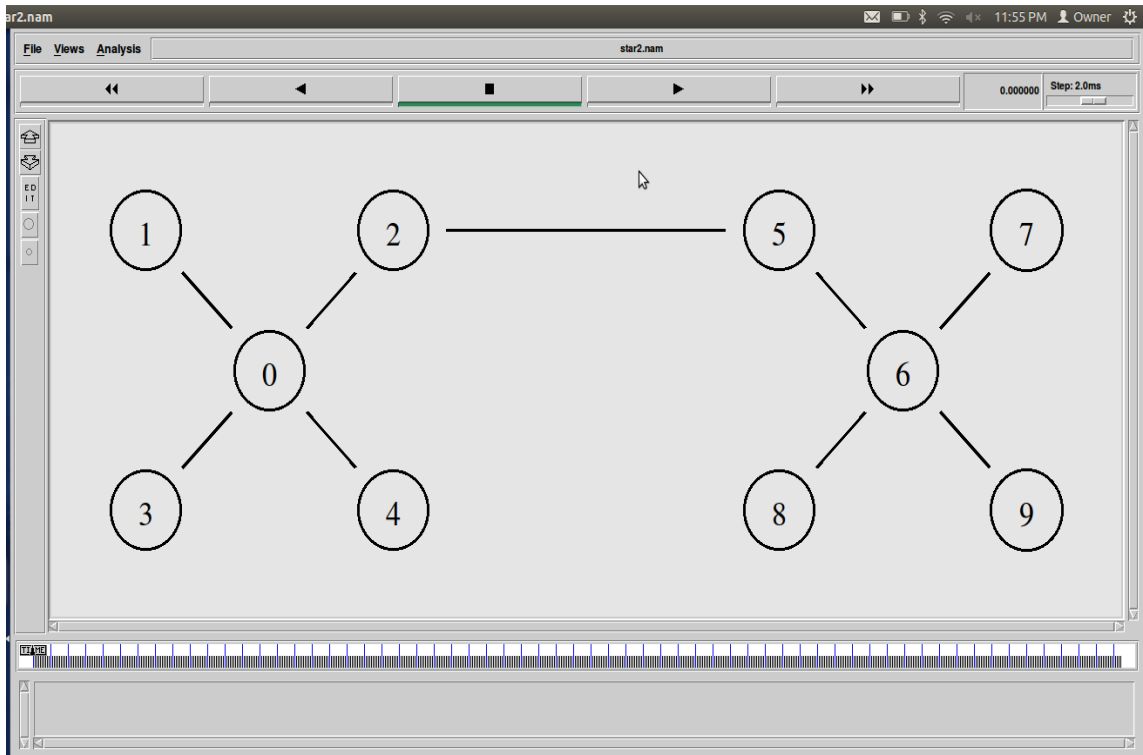 ar2.nam 11:55 PM Owner
File Views Analysis star2.nam
0.000000 Step: 2.0ms
ED
IT
1 2 5 7
0 6
3 4 8 9
TIME